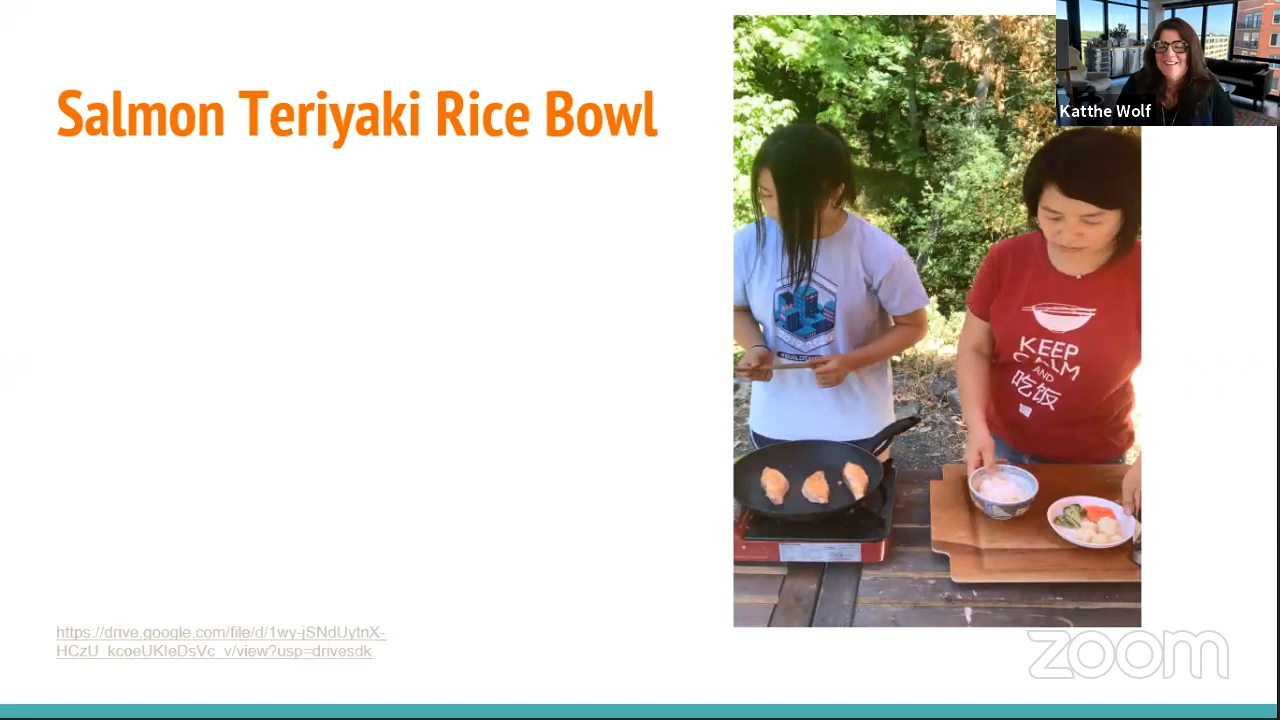 Salmon Teriyaki Rice Bowl
Katthe Wolf
KEEP
CALM
AND
吃饭
https://drive.google.com/file/d/1wy-jSNdUytnX-
HCzU_kcoeUKleDsVc_v/view?usp=drivesdk
zoom